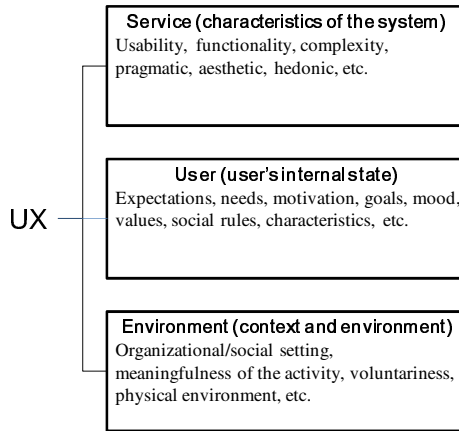 Service (characteristics of the system)
Usability, functionality, complexity,
pragmatic, aesthetic, hedonic, etc.
User (user's internal state)
Expectations, needs, motivation, goals, mood,
values, social rules, characteristics, etc.
UX
Environment (context and environment)
Organizational/social setting,
meaningfulness of the activity, voluntariness,
physical environment, etc.